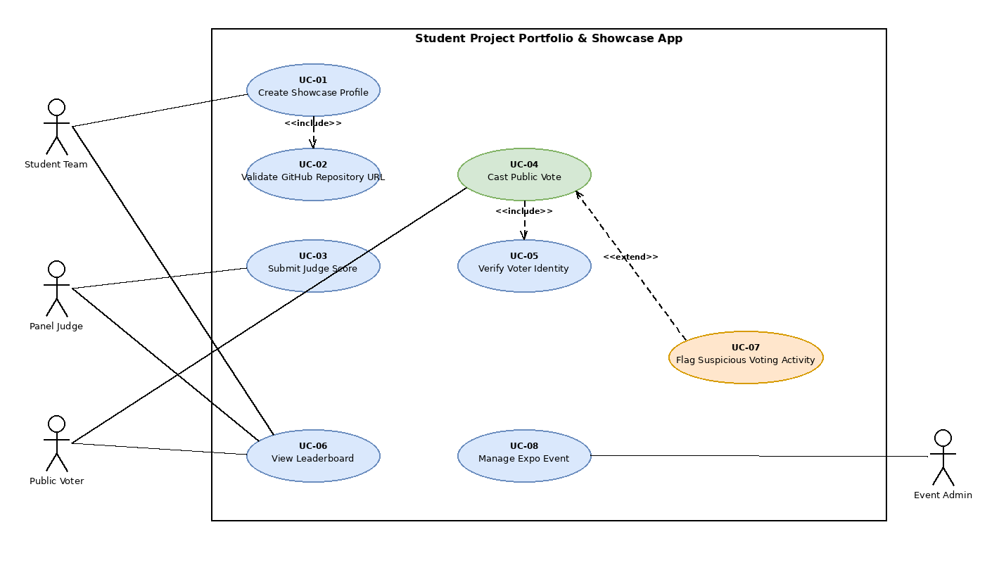 Student Project Portfolio & Showcase App
UC-01
Create Showcase Profile
<<include>>
Student Team
UC-02
Validate GitHub Repository URL
UC-04
Cast Public Vote
<<include>>
UC-03
Submit Judge Score
UC-05
Verify Voter Identity
<<extend>>
Panel Judge
UC-07
Flag Suspicious Voting Activity
UC-06
View Leaderboard
UC-08
Manage Expo Event
Public Voter
Event Admin